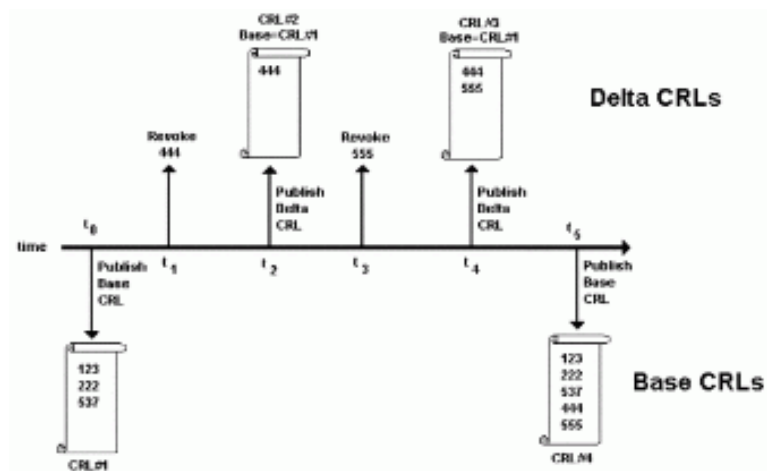 CRL#2
Base=CRL#1
444
CRL#3
Base=CRL#1
444
555
Delta CRLs
Revoke
444
Revoke
555
Publish
Delta
CRL
Publish
Delta
CRL
t0
t5
time
t1
t2
t3
t4
Publish
Base
CRL
Publish
Base
CRL
123
222
537
CRL#1
123
222
537
444
555
CRL#4
Base CRLs